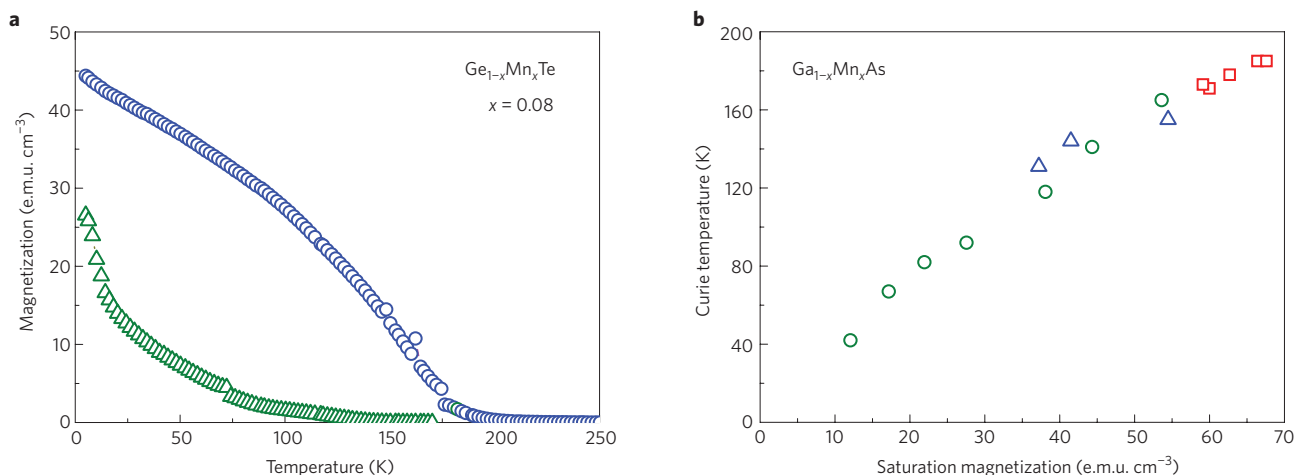 a
50
40
30
20
10
0
Magnetization (e.m.u. cm⁻³)
Ge₁₋ₓMnₓTe
x = 0.08
0 50 100 150 200 250
Temperature (K)
b
200
160
120
80
40
0
Curie temperature (K)
Ga₁₋ₓMnₓAs
0 10 20 30 40 50 60 70
Saturation magnetization (e.m.u. cm⁻³)